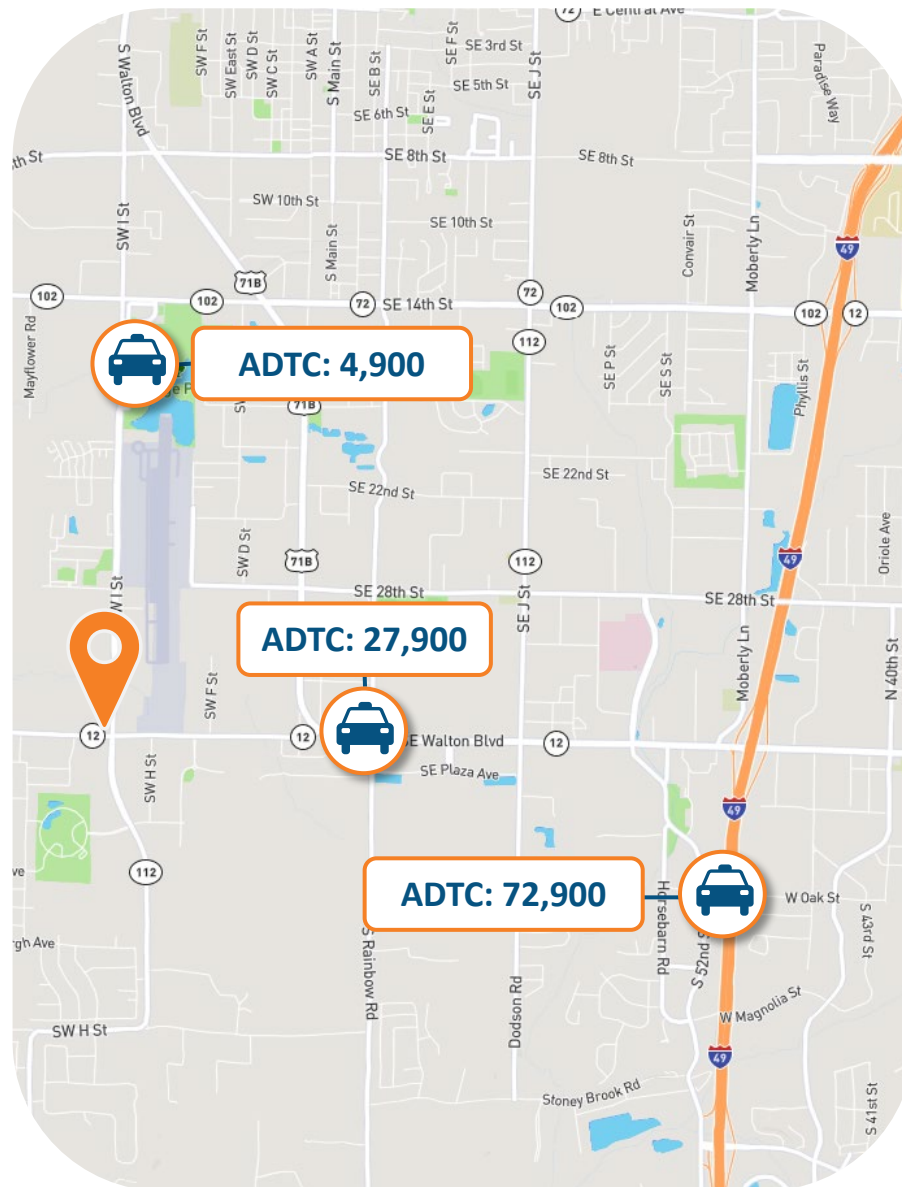 72
E Central Ave
S Walton Blvd
SW F St
SW East St
SW D St
SW C St
SW A St
S Main St
SE B St
SE F St
SE 3rd St
SE J St
Paradise Way
SE 5th St
SE E St
SE 6th St
SE 8th St
SE 8th St
SW I St
SW 10th St
SE 10th St
S Main St
Convair St
Moberly Ln
49
71B
102
102
72
SE 14th St
72
102
102
12
Mayflower Rd
112
ADTC: 4,900
SE P St
SE S St
Phyllis St
71B
SE 22nd St
SE 22nd St
SW D St
71B
112
49
Oriole Ave
SE 28th St
SE J St
SE 28th St
ADTC: 27,900
Moberly Ln
N 40th St
SW F St
12
12
SE Walton Blvd
12
SW H St
SE Plaza Ave
49
112
ADTC: 72,900
Horsebarn Rd
W Oak St
S 43rd St
S Rainbow Rd
S 52nd
Dodson Rd
W Magnolia St
SW H St
49
Stoney Brook Rd
S 41st St